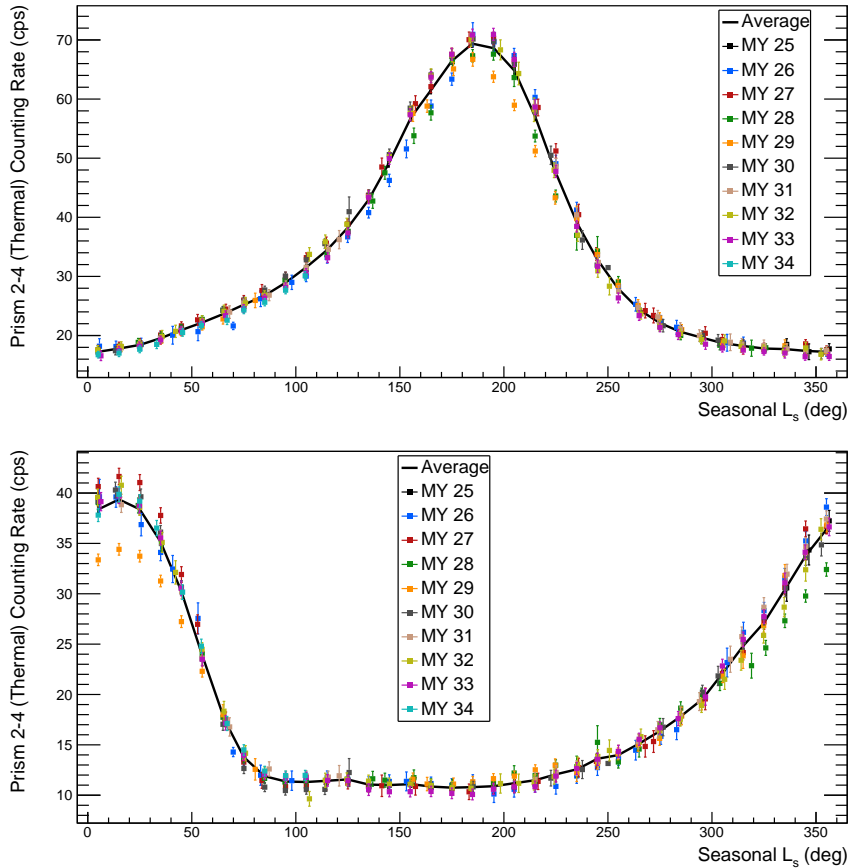 Prism 2-4 (Thermal) Counting Rate (cps)
70
60
50
40
30
20
Average
MY 25
MY 26
MY 27
MY 28
MY 29
MY 30
MY 31
MY 32
MY 33
MY 34
0 50 100 150 200 250 300 350
Seasonal Ls (deg)
Prism 2-4 (Thermal) Counting Rate (cps)
40
35
30
25
20
15
10
Average
MY 25
MY 26
MY 27
MY 28
MY 29
MY 30
MY 31
MY 32
MY 33
MY 34
0 50 100 150 200 250 300 350
Seasonal Ls (deg)